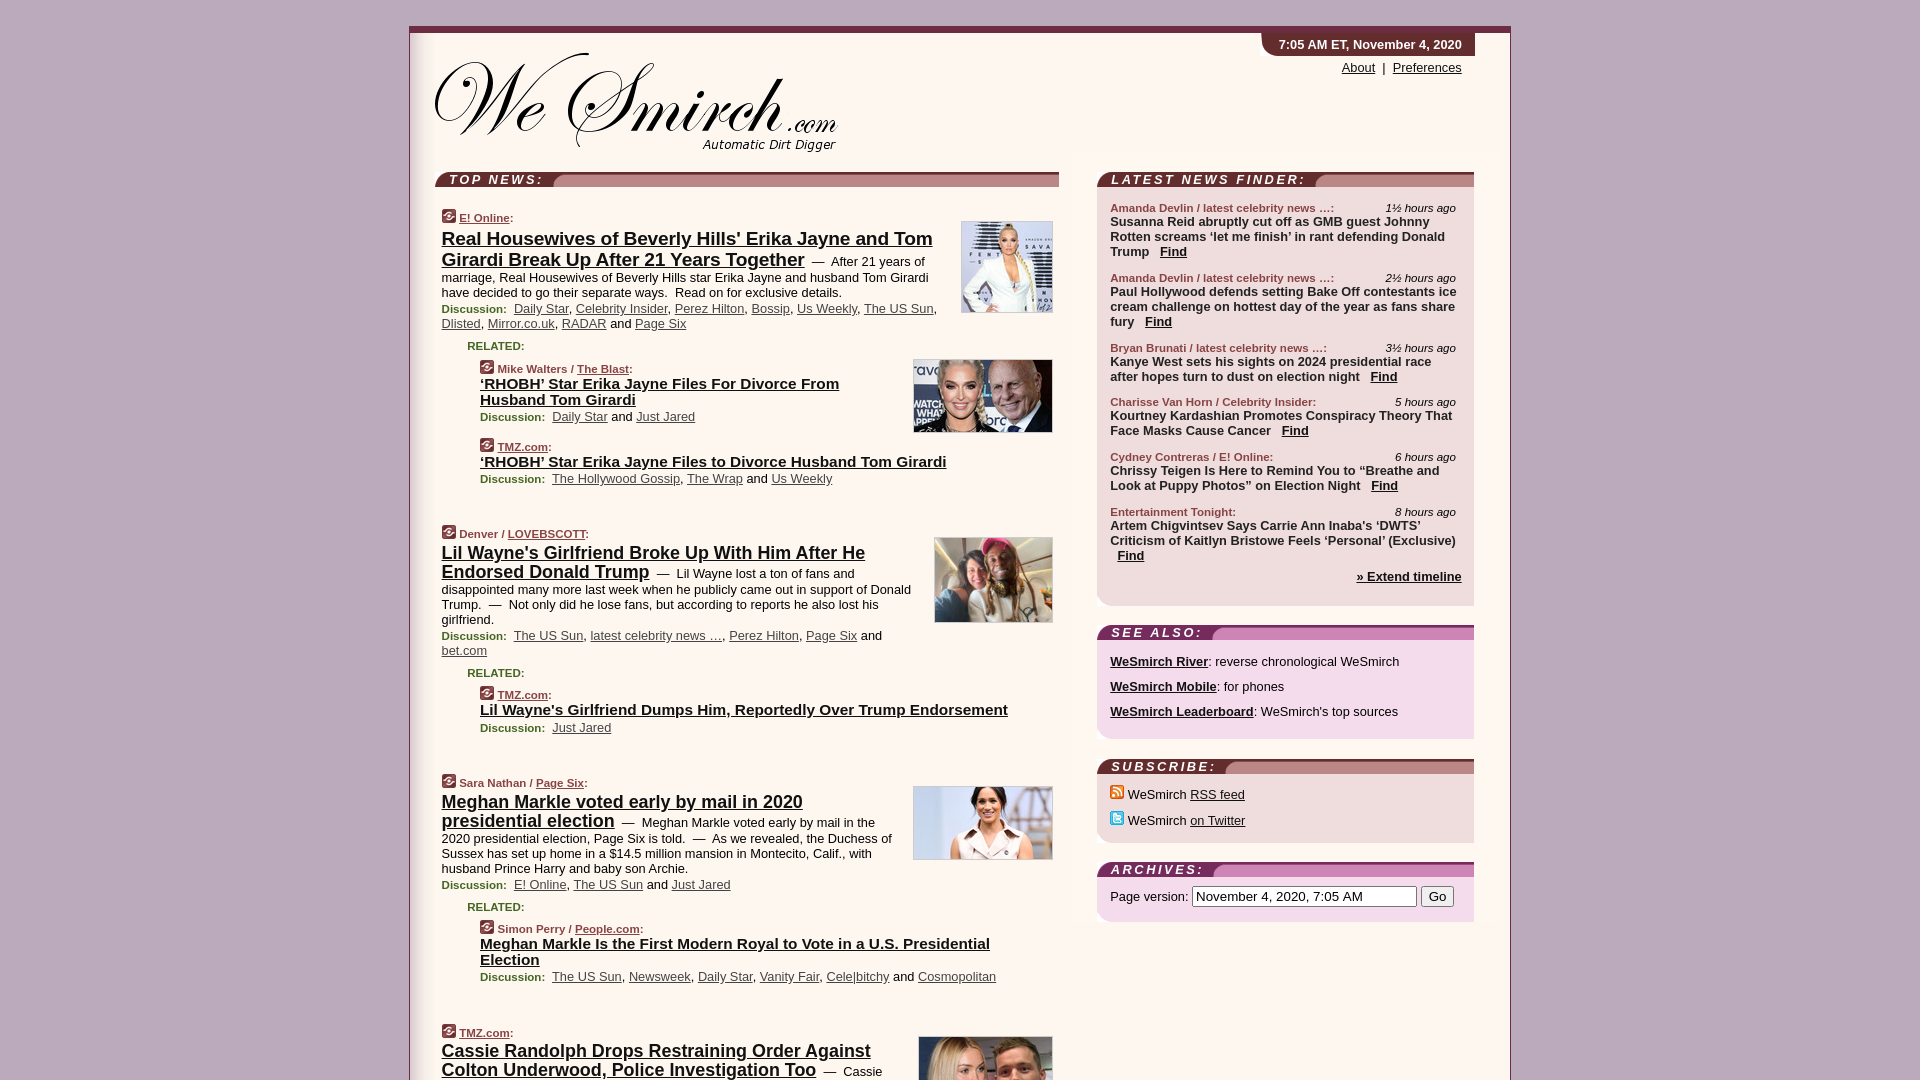 7:05 AM ET, November 4, 2020
About | Preferences
We Smirch .com
Automatic Dirt Digger
TOP NEWS:
E! Online:
Real Housewives of Beverly Hills' Erika Jayne and Tom
Girardi Break Up After 21 Years Together — After 21 years of
marriage, Real Housewives of Beverly Hills star Erika Jayne and husband Tom Girardi
have decided to go their separate ways. Read on for exclusive details.
Discussion: Daily Star, Celebrity Insider, Perez Hilton, Bossip, Us Weekly, The US Sun,
Dlisted, Mirror.co.uk, RADAR and Page Six
RELATED:
Mike Walters / The Blast:
‘RHOBH’ Star Erika Jayne Files For Divorce From
Husband Tom Girardi
Discussion: Daily Star and Just Jared
TMZ.com:
‘RHOBH’ Star Erika Jayne Files to Divorce Husband Tom Girardi
Discussion: The Hollywood Gossip, The Wrap and Us Weekly
Denver / LOVEBSCOTT:
Lil Wayne's Girlfriend Broke Up With Him After He
Endorsed Donald Trump — Lil Wayne lost a ton of fans and
disappointed many more last week when he publicly came out in support of Donald
Trump. — Not only did he lose fans, but according to reports he also lost his
girlfriend.
Discussion: The US Sun, latest celebrity news …, Perez Hilton, Page Six and
bet.com
RELATED:
TMZ.com:
Lil Wayne's Girlfriend Dumps Him, Reportedly Over Trump Endorsement
Discussion: Just Jared
Sara Nathan / Page Six:
Meghan Markle voted early by mail in 2020
presidential election — Meghan Markle voted early by mail in the
2020 presidential election, Page Six is told. — As we revealed, the Duchess of
Sussex has set up home in a $14.5 million mansion in Montecito, Calif., with
husband Prince Harry and baby son Archie.
Discussion: E! Online, The US Sun and Just Jared
RELATED:
Simon Perry / People.com:
Meghan Markle Is the First Modern Royal to Vote in a U.S. Presidential
Election
Discussion: The US Sun, Newsweek, Daily Star, Vanity Fair, Cele|bitchy and Cosmopolitan
TMZ.com:
Cassie Randolph Drops Restraining Order Against
Colton Underwood, Police Investigation Too — Cassie
LATEST NEWS FINDER:
Amanda Devlin / latest celebrity news …: 1½ hours ago
Susanna Reid abruptly cut off as GMB guest Johnny
Rotten screams ‘let me finish’ in rant defending Donald
Trump Find
Amanda Devlin / latest celebrity news …: 2½ hours ago
Paul Hollywood defends setting Bake Off contestants ice
cream challenge on hottest day of the year as fans share
fury Find
Bryan Brunati / latest celebrity news …: 3½ hours ago
Kanye West sets his sights on 2024 presidential race
after hopes turn to dust on election night Find
Charisse Van Horn / Celebrity Insider: 5 hours ago
Kourtney Kardashian Promotes Conspiracy Theory That
Face Masks Cause Cancer Find
Cydney Contreras / E! Online: 6 hours ago
Chrissy Teigen Is Here to Remind You to “Breathe and
Look at Puppy Photos” on Election Night Find
Entertainment Tonight: 8 hours ago
Artem Chigvintsev Says Carrie Ann Inaba's ‘DWTS’
Criticism of Kaitlyn Bristowe Feels ‘Personal’ (Exclusive)
Find
» Extend timeline
SEE ALSO:
WeSmirch River: reverse chronological WeSmirch
WeSmirch Mobile: for phones
WeSmirch Leaderboard: WeSmirch's top sources
SUBSCRIBE:
WeSmirch RSS feed
WeSmirch on Twitter
ARCHIVES:
Page version: November 4, 2020, 7:05 AM Go